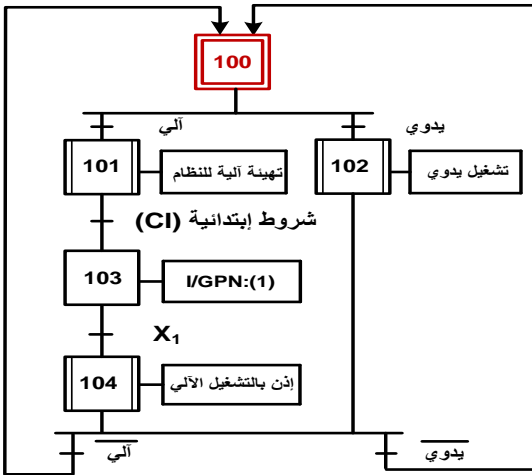 100
آلي
يدوي
101
تهيئة آلية للنظام
102
تشغيل يدوي
شروط إبتدائية (CI)
103
I/GPN:(1)
X₁
104
إذن بالتشغيل الآلي
آلي
يدوي